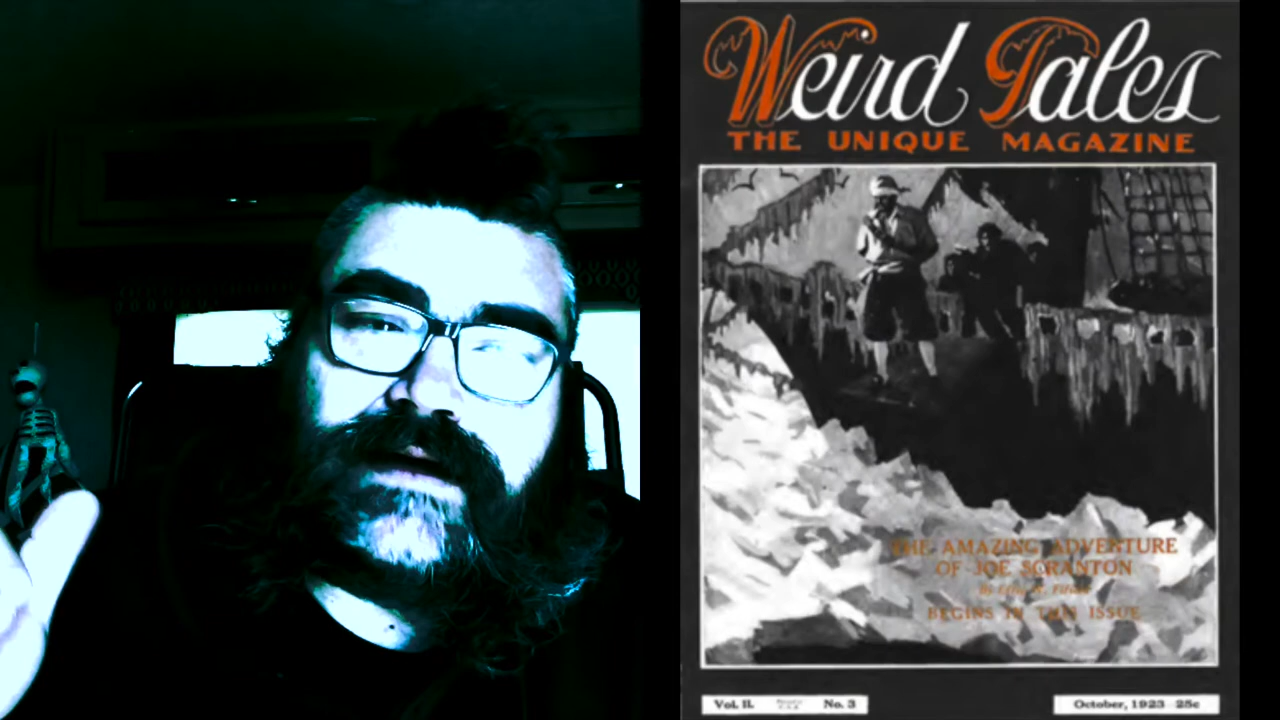 Weird Tales
THE UNIQUE MAGAZINE
THE AMAZING ADVENTURE
OF JOE SCRANTON
By
BEGINS IN THIS ISSUE
Vol. II.
No. 3
October, 1923 25c